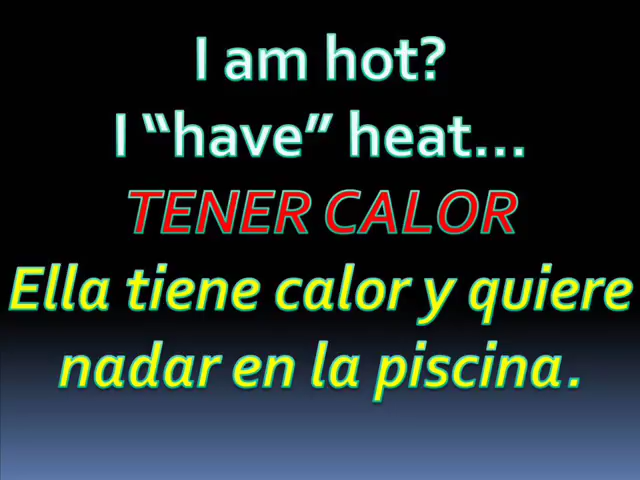 I am hot?
I “have” heat...
TENER CALOR
Ella tiene calor y quiere
nadar en la piscina.